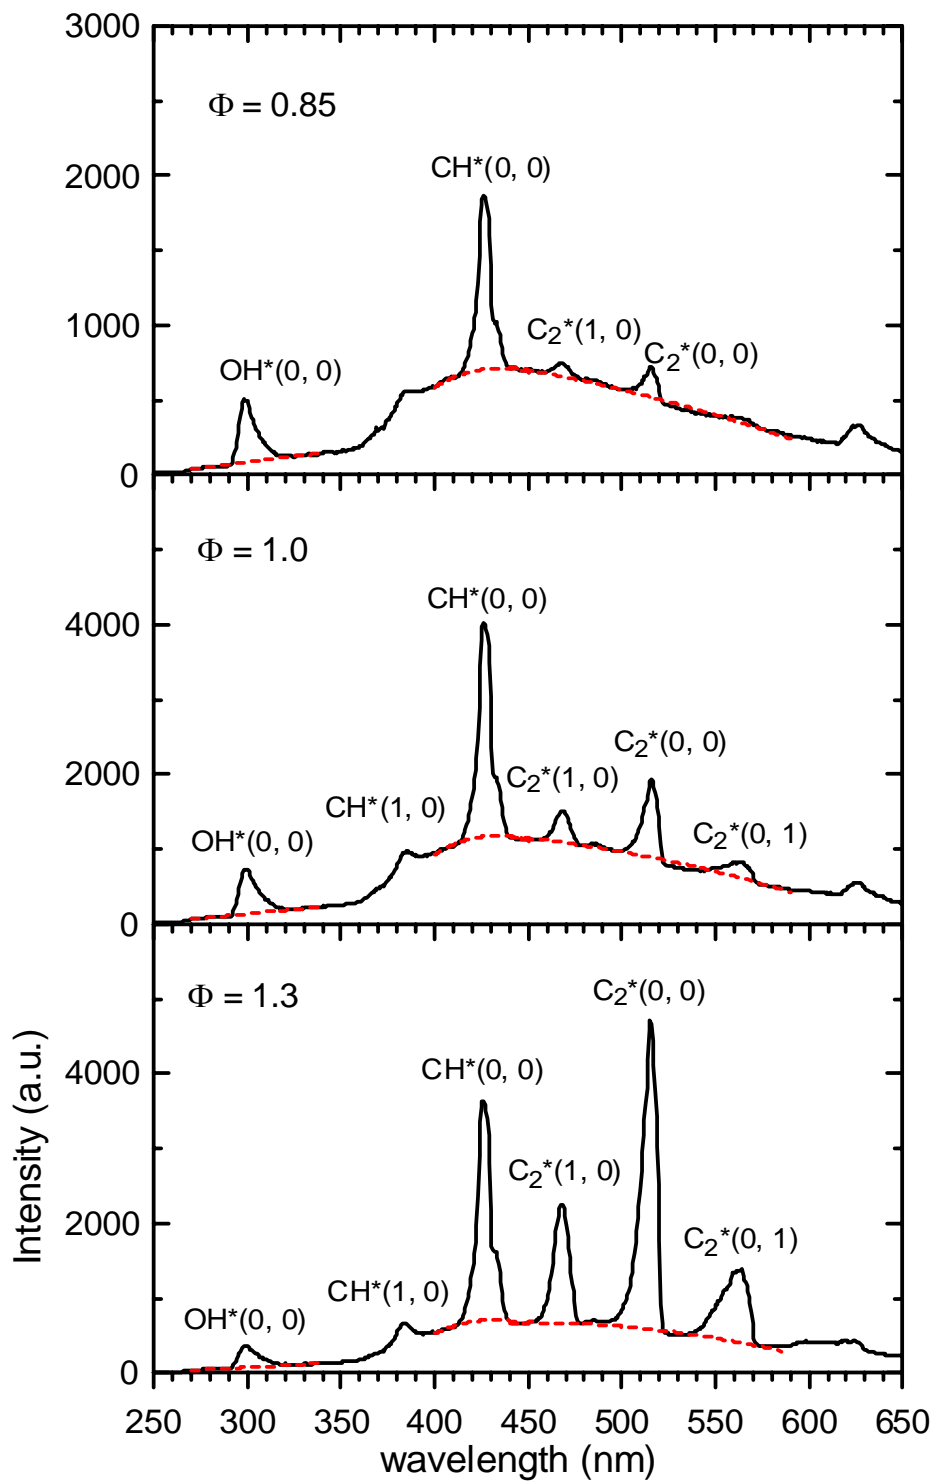 3000
Φ = 0.85
CH*(0, 0)
2000
1000
C2*(1, 0)
C2*(0, 0)
OH*(0, 0)
0
Φ = 1.0
CH*(0, 0)
4000
C2*(0, 0)
2000
C2*(1, 0)
CH*(1, 0)
OH*(0, 0)
C2*(0, 1)
0
Φ = 1.3
C2*(0, 0)
CH*(0, 0)
4000
C2*(1, 0)
2000
C2*(0, 1)
CH*(1, 0)
OH*(0, 0)
0
Intensity (a.u.)
250 300 350 400 450 500 550 600 650
wavelength (nm)